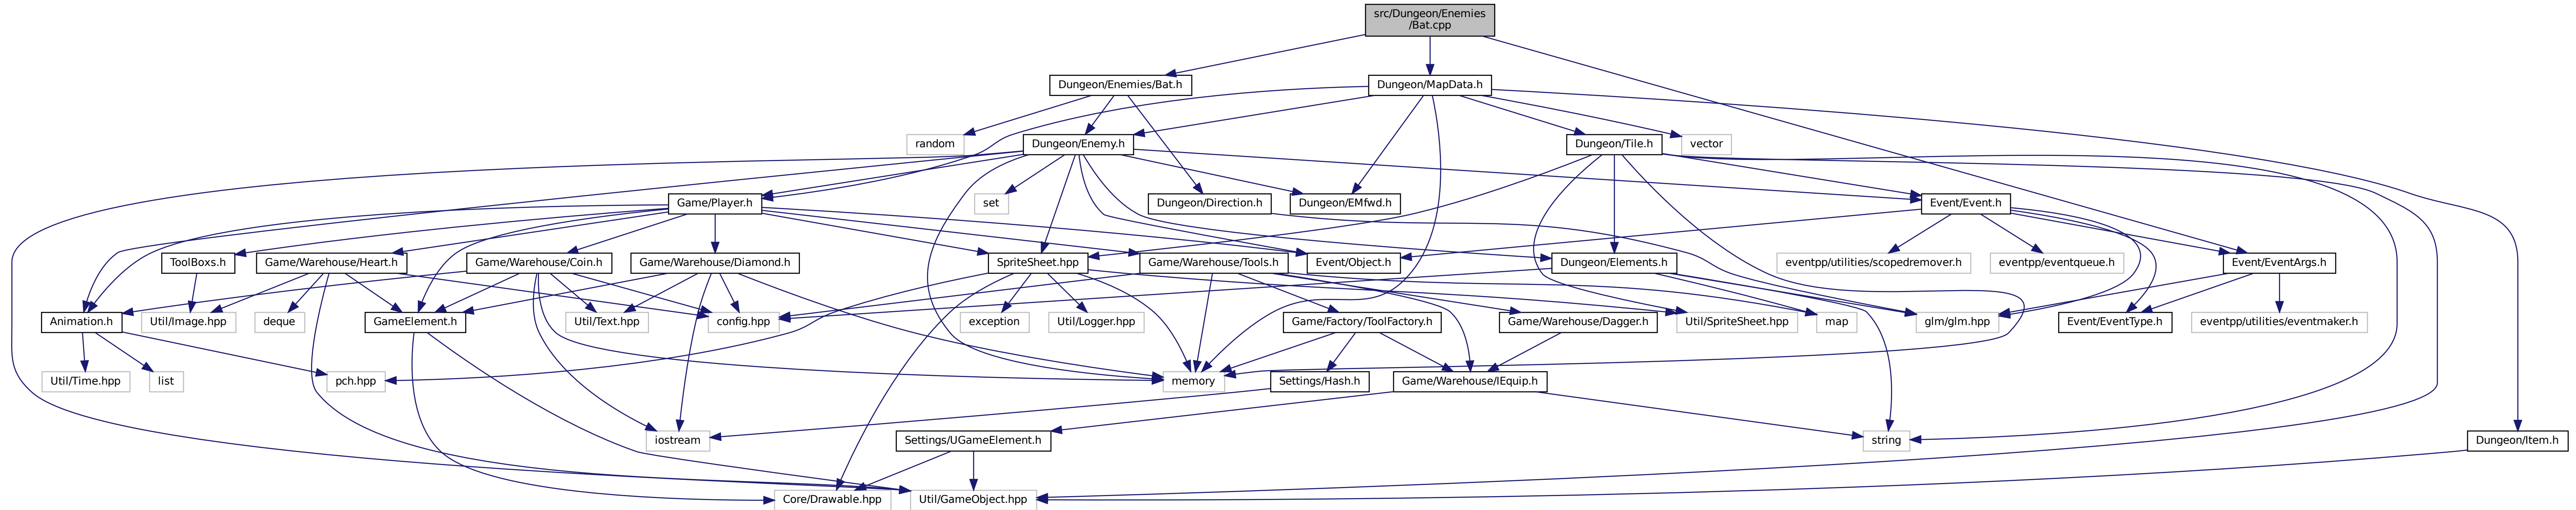 src/Dungeon/Enemies
/Bat.cpp
Dungeon/Enemies/Bat.h
Dungeon/MapData.h
random
Dungeon/Enemy.h
Dungeon/Tile.h
vector
Game/Player.h
set
Dungeon/Direction.h
Dungeon/EMfwd.h
Event/Event.h
ToolBoxs.h
Game/Warehouse/Heart.h
Game/Warehouse/Coin.h
Game/Warehouse/Diamond.h
SpriteSheet.hpp
Game/Warehouse/Tools.h
Event/Object.h
Dungeon/Elements.h
eventpp/utilities/scopedremover.h
eventpp/eventqueue.h
Event/EventArgs.h
Animation.h
Util/Image.hpp
deque
GameElement.h
Util/Text.hpp
config.hpp
exception
Util/Logger.hpp
Game/Factory/ToolFactory.h
Game/Warehouse/Dagger.h
Util/SpriteSheet.hpp
map
glm/glm.hpp
Event/EventType.h
eventpp/utilities/eventmaker.h
Util/Time.hpp
list
pch.hpp
memory
Settings/Hash.h
Game/Warehouse/IEquip.h
iostream
Settings/UGameElement.h
string
Dungeon/Item.h
Core/Drawable.hpp
Util/GameObject.hpp